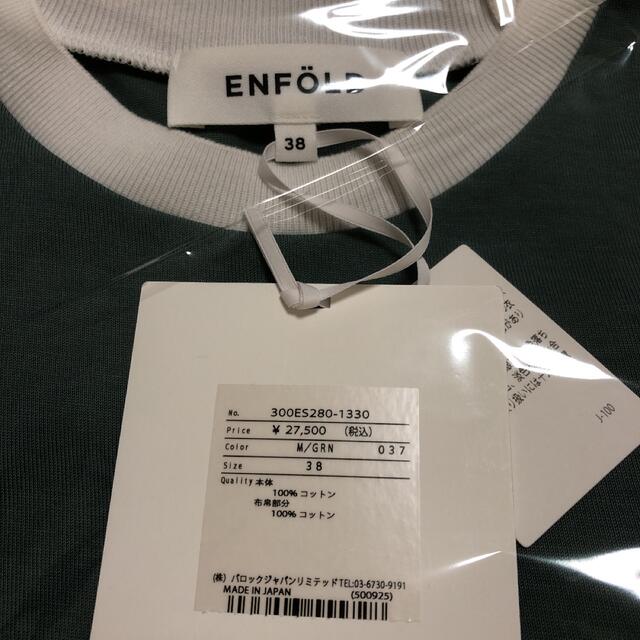 ENFÖLD
38
No. 300ES280-1330
Price ¥ 27,500 (税込)
Color M/GRN 037
Size 38
Quality 本体
100% コットン
布帛部分
100% コットン
(株) バロックジャパンリミテッド TEL:03-6730-9191
MADE IN JAPAN (500925)
J-100